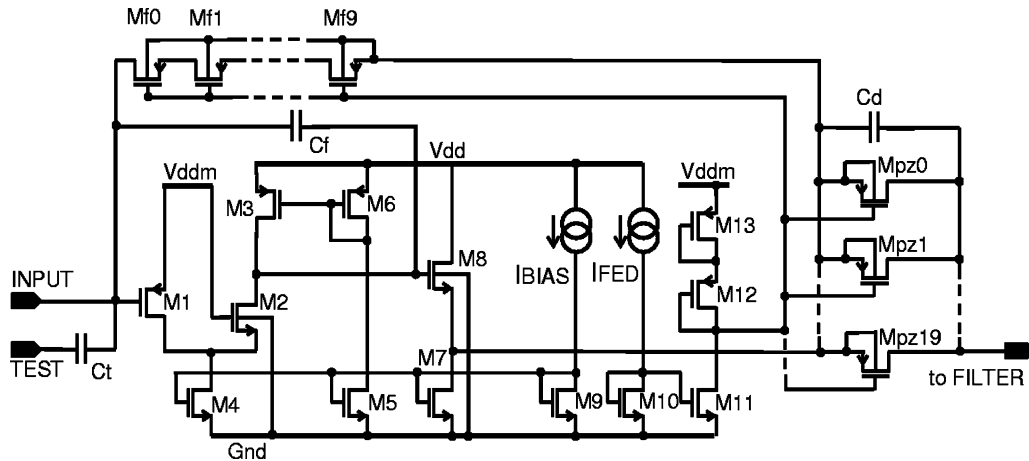 Mf0 Mf1 Mf9
Cd
Cf
Vddm Vdd Mpz0
Vddm
M3 M6
M13
M8 Mpz1
INPUT IBIAS IFED
M1 M2 M12
TEST Ct M7 Mpz19
to FILTER
M4 M5 M9 M10 M11
Gnd